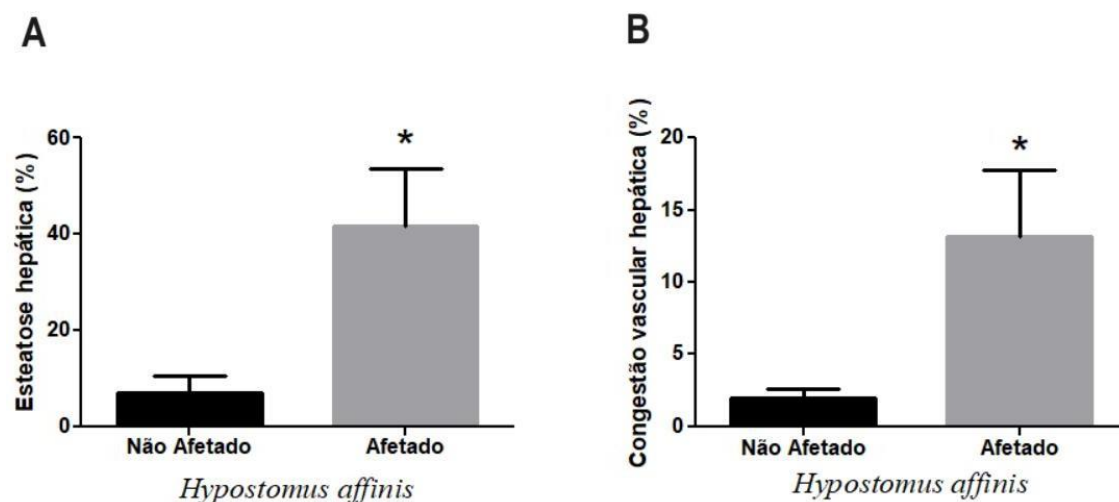 A
Esteatose hepática (%)
60
40
20
0
*
Não Afetado
Afetado
Hypostomus affinis
B
Congestão vascular hepática (%)
20
15
10
5
0
*
Não Afetado
Afetado
Hypostomus affinis